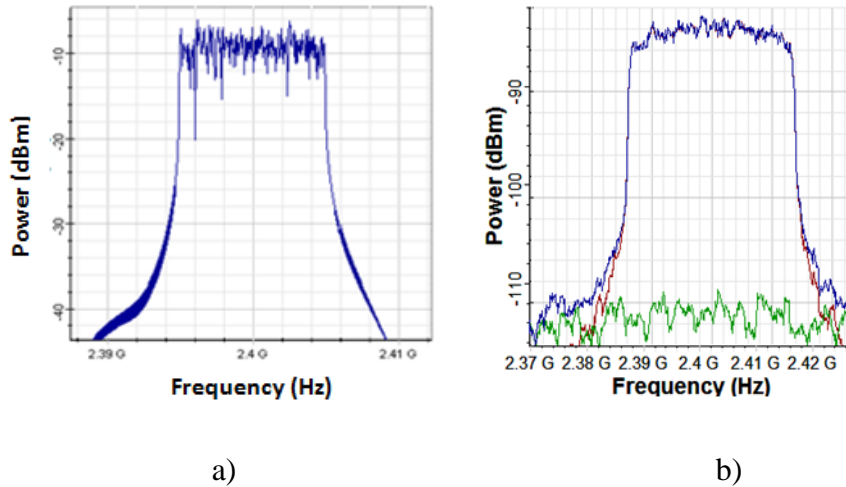 -10
-20
-30
-40
Power (dBm)
2.39 G 2.4 G 2.41 G
Frequency (Hz)
a)
-90
-100
-110
Power (dBm)
2.37 G 2.38 G 2.39 G 2.4 G 2.41 G 2.42 G
Frequency (Hz)
b)